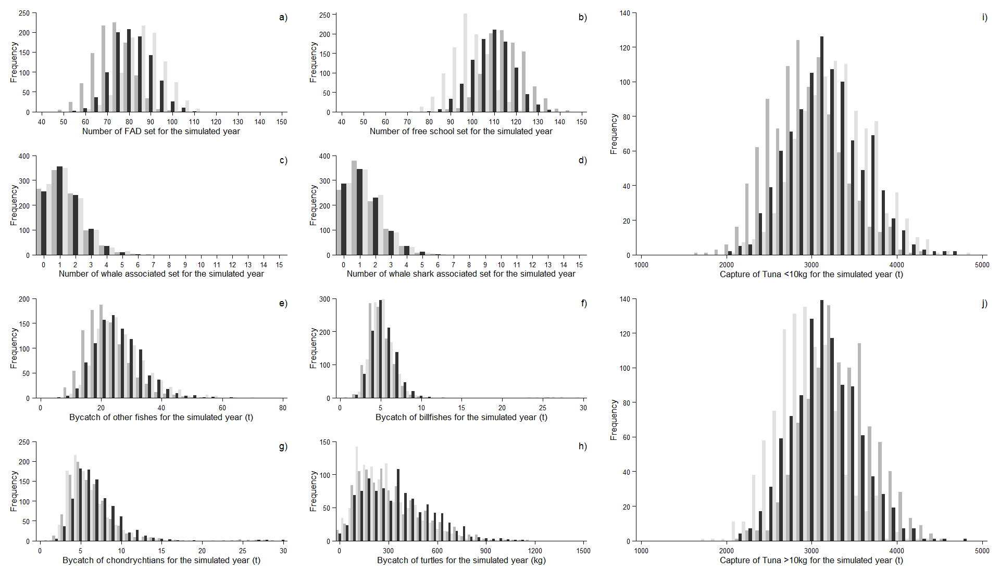 a)
Frequency
250
200
150
100
50
0
40 50 60 70 80 90 100 110 120 130 140 150
Number of FAD set for the simulated year
b)
Frequency
250
200
150
100
50
0
40 50 60 70 80 90 100 110 120 130 140 150
Number of free school set for the simulated year
c)
Frequency
400
300
200
100
0
0 1 2 3 4 5 6 7 8 9 10 11 12 13 14 15
Number of whale associated set for the simulated year
d)
Frequency
400
300
200
100
0
0 1 2 3 4 5 6 7 8 9 10 11 12 13 14 15
Number of whale shark associated set for the simulated year
e)
Frequency
200
150
100
50
0
0 20 40 60 80
Bycatch of other fishes for the simulated year (t)
f)
Frequency
300
200
100
0
0 5 10 15 20 25 30
Bycatch of billfishes for the simulated year (t)
g)
Frequency
250
200
150
100
50
0
0 5 10 15 20 25 30
Bycatch of chondrychtians for the simulated year (t)
h)
Frequency
150
100
50
0
0 300 600 900 1200 1500
Bycatch of turtles for the simulated year (kg)
i)
Frequency
140
120
100
80
60
40
20
0
1000 2000 3000 4000 5000
Capture of Tuna <10kg for the simulated year (t)
j)
Frequency
140
120
100
80
60
40
20
0
1000 2000 3000 4000 5000
Capture of Tuna >10kg for the simulated year (t)